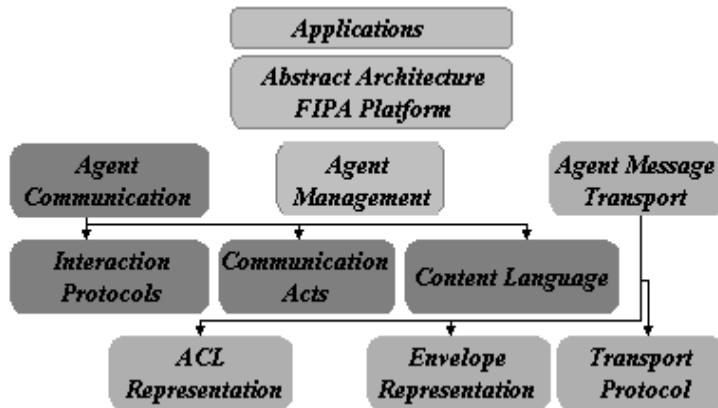 Applications
Abstract Architecture
FIPA Platform
Agent
Communication
Agent
Management
Agent Message
Transport
Interaction
Protocols
Communication
Acts
Content Language
ACL
Representation
Envelope
Representation
Transport
Protocol